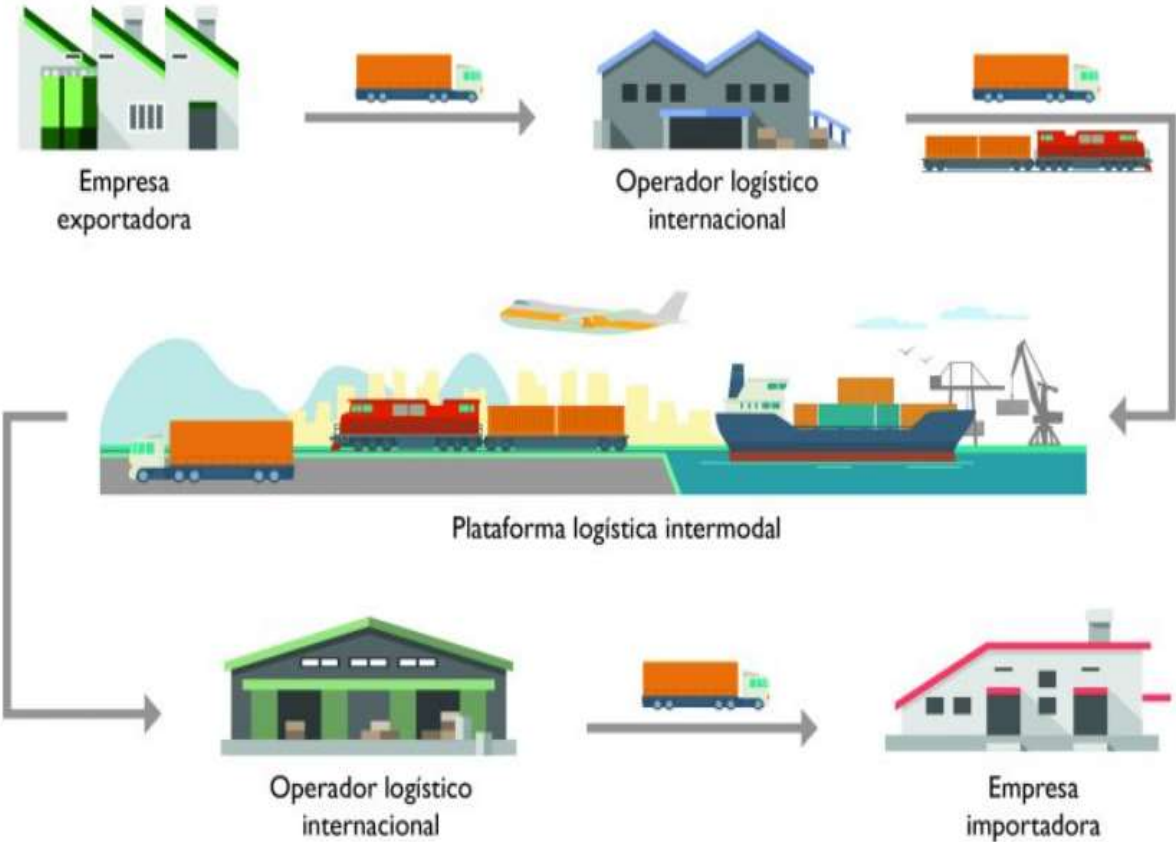 Empresa
exportadora
Operador logístico
internacional
Plataforma logística intermodal
Operador logístico
internacional
Empresa
importadora